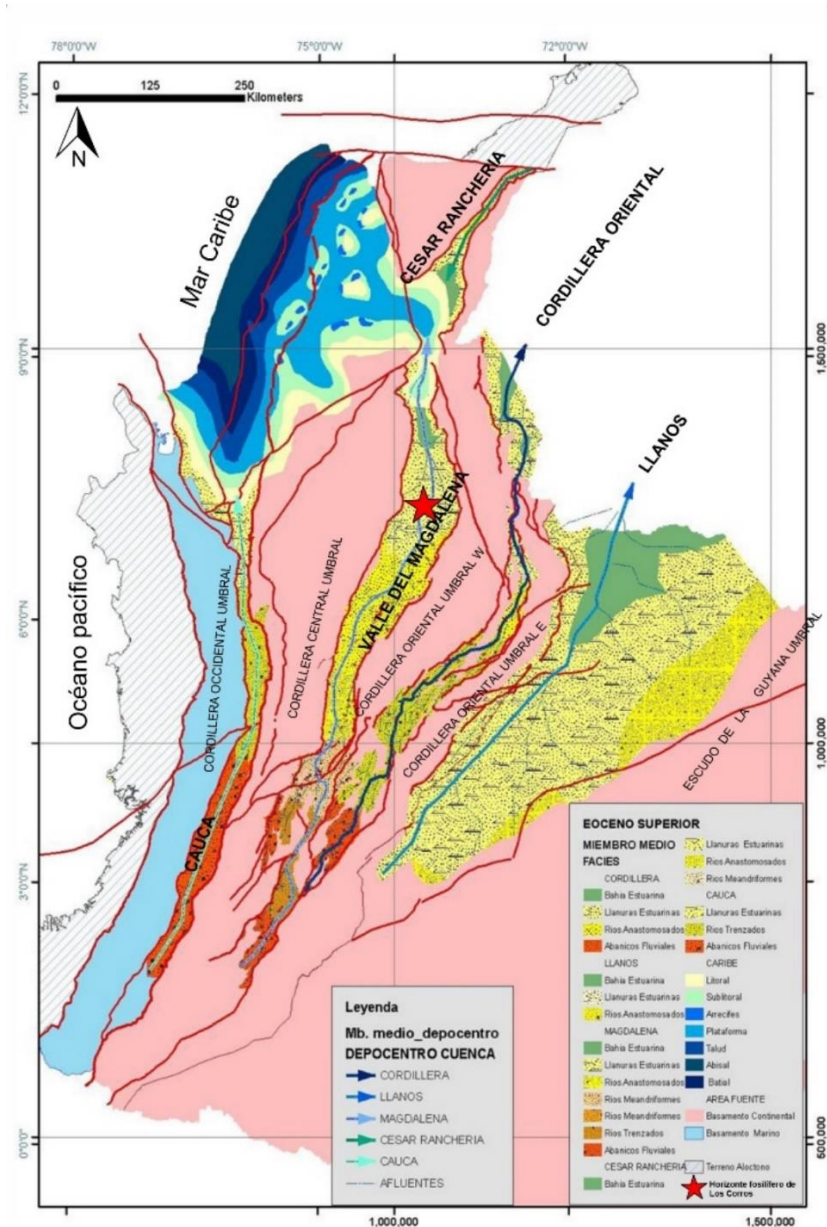 78°0'0"W 75°0'0"W 72°0'0"W
12°0'0"N
0 125 250
Kilometers
N
Mar Caribe
CESAR RANCHERIA
CORDILLERA ORIENTAL
9°0'0"N
1,500,000
LLANOS
VALLE DEL MAGDALENA
Océano pacífico
6°0'0"N
CORDILLERA OCCIDENTAL UMBRAL
CORDILLERA CENTRAL UMBRAL
CORDILLERA ORIENTAL UMBRAL W
CORDILLERA ORIENTAL UMBRAL E
ESCUDO DE LA GUYANA UMBRAL
1,000,000
CAUCA
3°0'0"N
EOCENO SUPERIOR
MIEMBRO MEDIO
FACIES
CORDILLERA
Bahia Estuarina
Llanuras Estuarinas
Rios Anastomosados
Abanicos Fluviales
LLANOS
Bahia Estuarina
Llanuras Estuarinas
Rios Anastomosados
MAGDALENA
Bahia Estuarina
Llanuras Estuarinas
Rios Anastomosados
Rios Meandriformes
Rios Meandriformes
Rios Trenzados
Abanicos Fluviales
CESAR RANCHERIA
Bahia Estuarina
Llanuras Estuarinas
Rios Anastomosados
Rios Meandriformes
CAUCA
Llanuras Estuarinas
Rios Trenzados
Abanicos Fluviales
CARIBE
Litoral
Sublitoral
Arrecifes
Plataforma
Talud
Abisal
Batial
AREA FUENTE
Basamento Continental
Basamento Marino
Terreno Aloctono
Horizonte fosilífero de
Los Corros
Leyenda
Mb. medio_depocentro
DEPOCENTRO CUENCA
CORDILLERA
LLANOS
MAGDALENA
CESAR RANCHERIA
CAUCA
AFLUENTES
0°0'0"
500,000
1,000,000 1,500,000